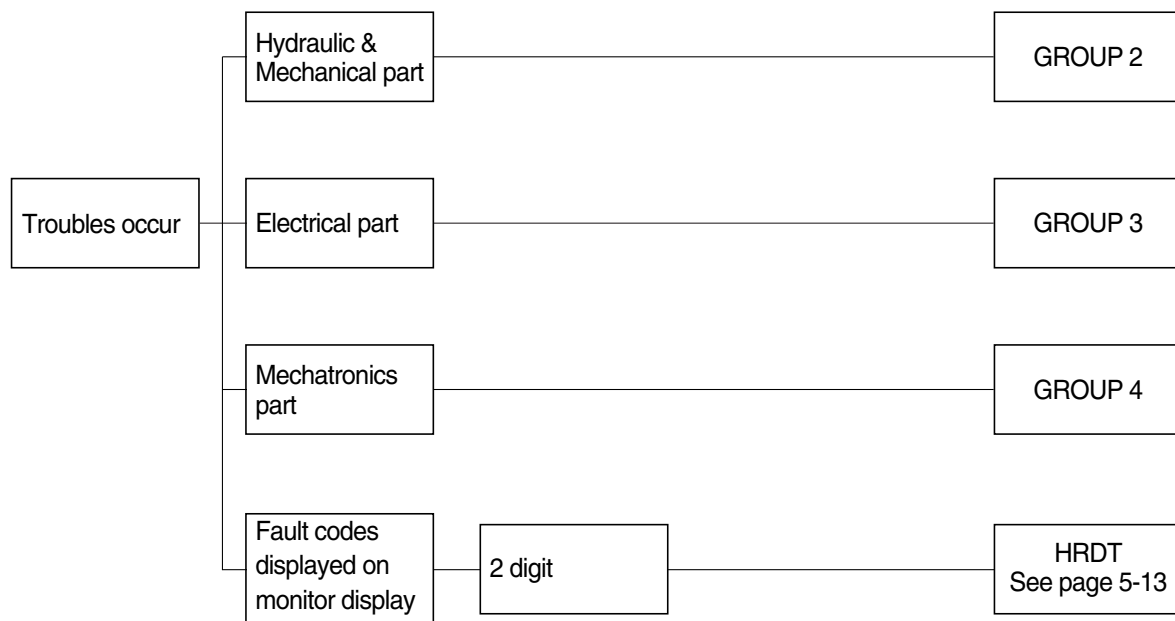 Hydraulic &
Mechanical part
GROUP 2
Troubles occur
Electrical part
GROUP 3
Mechatronics
part
GROUP 4
Fault codes
displayed on
monitor display
2 digit
HRDT
See page 5-13